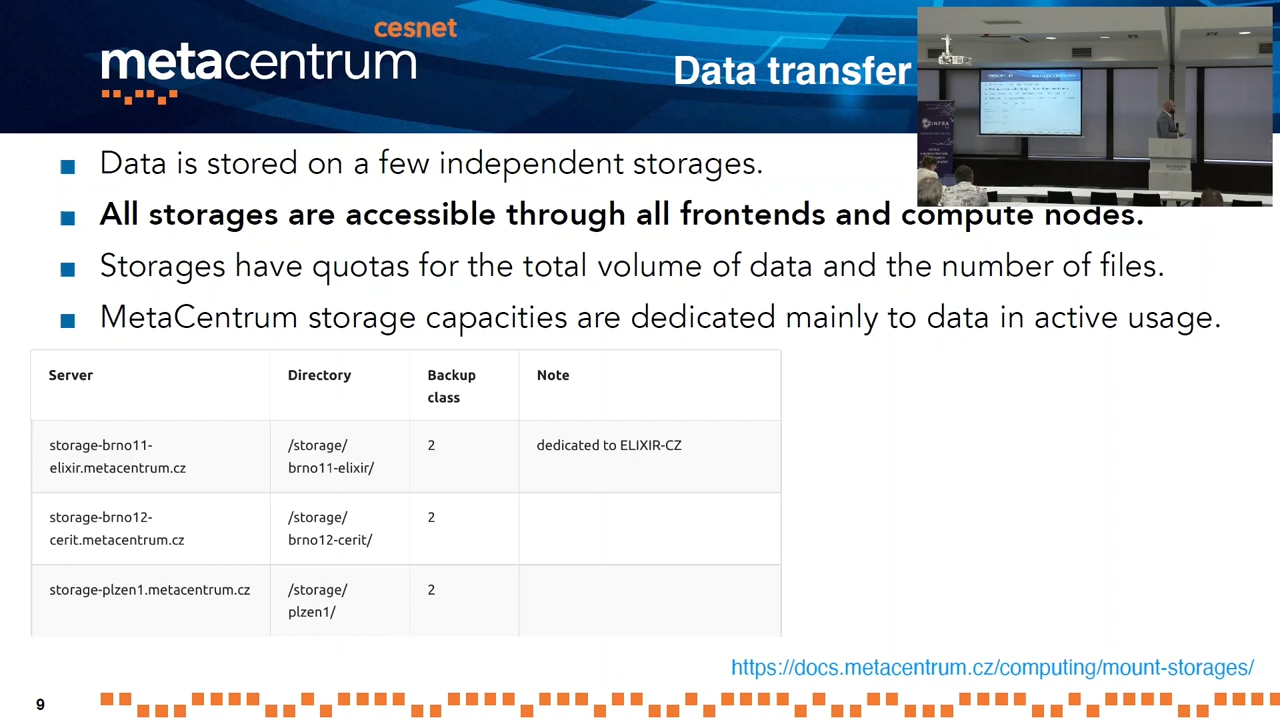 cesnet
metacentrum
Data transfer
■ Data is stored on a few independent storages.
■ All storages are accessible through all frontends and compute nodes.
■ Storages have quotas for the total volume of data and the number of files.
■ MetaCentrum storage capacities are dedicated mainly to data in active usage.
Server Directory Backup class Note
storage-brno11-elixir.metacentrum.cz /storage/brno11-elixir/ 2 dedicated to ELIXIR-CZ
storage-brno12-cerit.metacentrum.cz /storage/brno12-cerit/ 2
storage-plzen1.metacentrum.cz /storage/plzen1/ 2
https://docs.metacentrum.cz/computing/mount-storages/
9